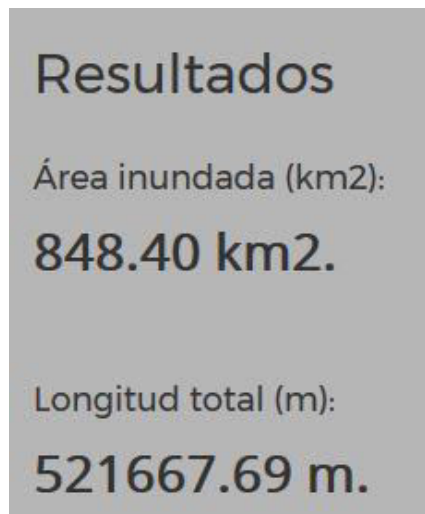 Resultados
Área inundada (km2):
848.40 km2.
Longitud total (m):
521667.69 m.